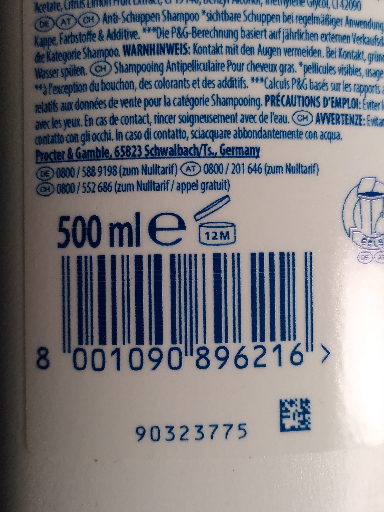 Acetate, Citrus Limon Fruit Extract, CI 19140, Benzyl Alcohol, Methylene Glycol, CI 42090
DE AT CH Anti-Schuppen Shampoo *sichtbare Schuppen bei regelmäßiger Anwendung
Kappe, Farbstoffe & Additive. ***Die P&G-Berechnung basiert auf jährlichen externen
die Kategorie Shampoo. WARNHINWEIS: Kontakt mit den Augen vermeiden. Bei Kontakt,
Wasser spülen. CH Shampooing Antipelliculaire Pour cheveux gras. *pellicules visibles,
**à l'exception du bouchon, des colorants et des additifs. ***Calculs P&G basés sur les rapports
relatifs aux données de vente pour la catégorie Shampooing. PRÉCAUTIONS D'EMPLOI: Eviter
avec les yeux. En cas de contact, rincer soigneusement avec de l'eau. CH AVVERTENZE:
contatto con gli occhi. In caso di contatto, sciacquare abbondantemente con acqua.
Procter & Gamble, 65823 Schwalbach/Ts., Germany
DE 0800 / 588 9198 (zum Nulltarif) AT 0800 / 201 646 (zum Nulltarif)
CH 0800 / 552 686 (zum Nulltarif / appel gratuit)
500 ml e 12M
8 001090 896216 >
90323775